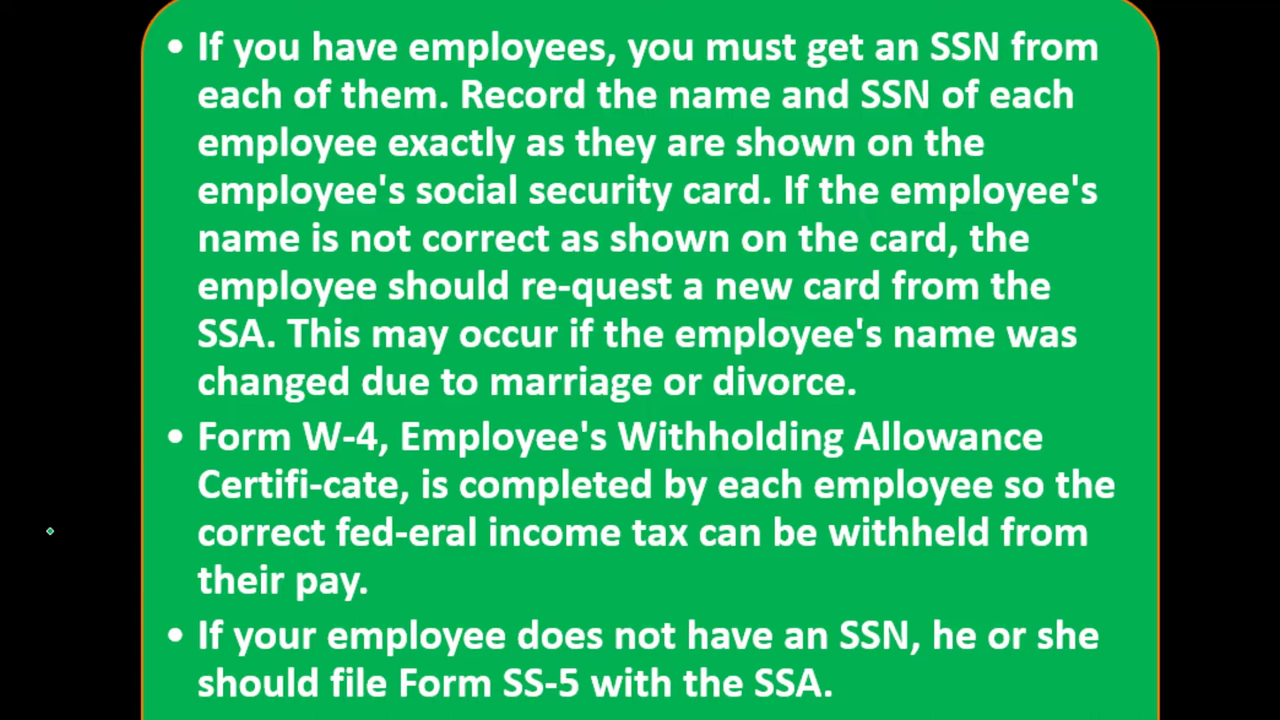 • If you have employees, you must get an SSN from
each of them. Record the name and SSN of each
employee exactly as they are shown on the
employee's social security card. If the employee's
name is not correct as shown on the card, the
employee should re-quest a new card from the
SSA. This may occur if the employee's name was
changed due to marriage or divorce.
• Form W-4, Employee's Withholding Allowance
Certifi-cate, is completed by each employee so the
correct fed-eral income tax can be withheld from
their pay.
• If your employee does not have an SSN, he or she
should file Form SS-5 with the SSA.